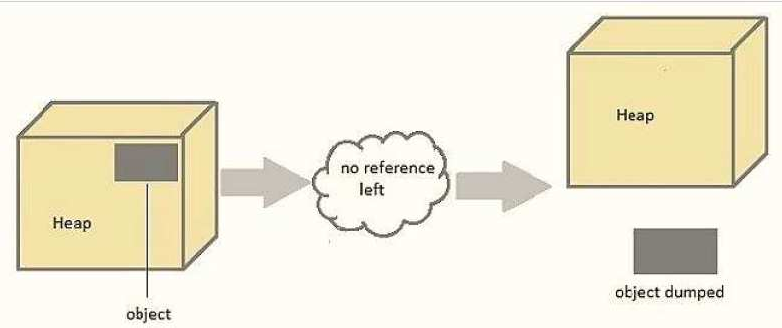 Heap
object
no reference
left
Heap
object dumped